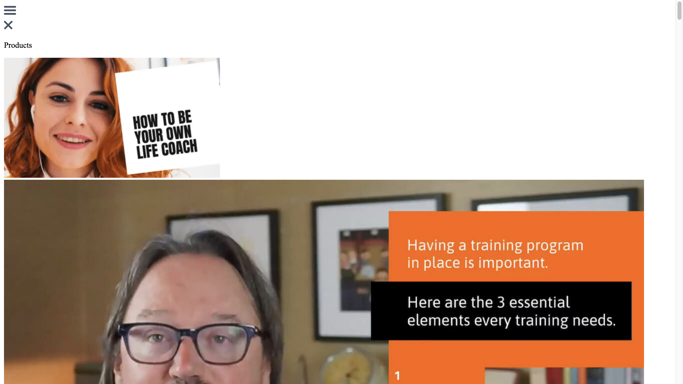 Products
HOW TO BE
YOUR OWN
LIFE COACH
Having a training program
in place is important.
Here are the 3 essential
elements every training needs.
1